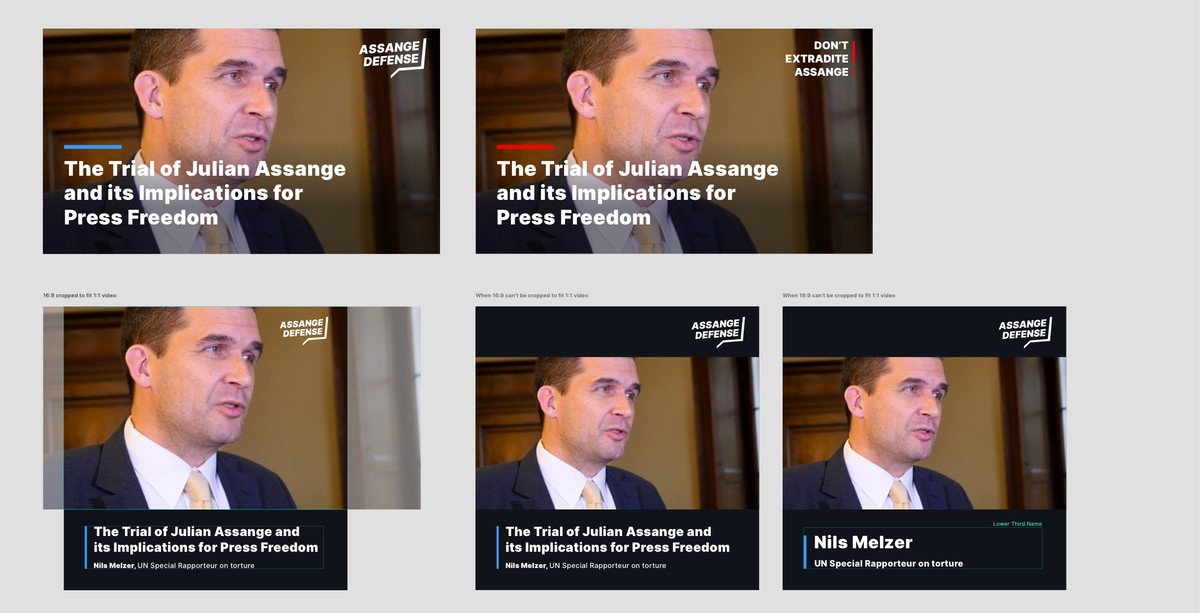 ASSANGE
DEFENSE
The Trial of Julian Assange
and its Implications for
Press Freedom
DON'T
EXTRADITE
ASSANGE
The Trial of Julian Assange
and its Implications for
Press Freedom
16:9 cropped to fit 1:1 video
ASSANGE
DEFENSE
The Trial of Julian Assange and
its Implications for Press Freedom
Nils Melzer, UN Special Rapporteur on torture
When 16:9 can't be cropped to fit 1:1 video
ASSANGE
DEFENSE
The Trial of Julian Assange and
its Implications for Press Freedom
Nils Melzer, UN Special Rapporteur on torture
When 16:9 can't be cropped to fit 1:1 video
ASSANGE
DEFENSE
Lower Third Name
Nils Melzer
UN Special Rapporteur on torture